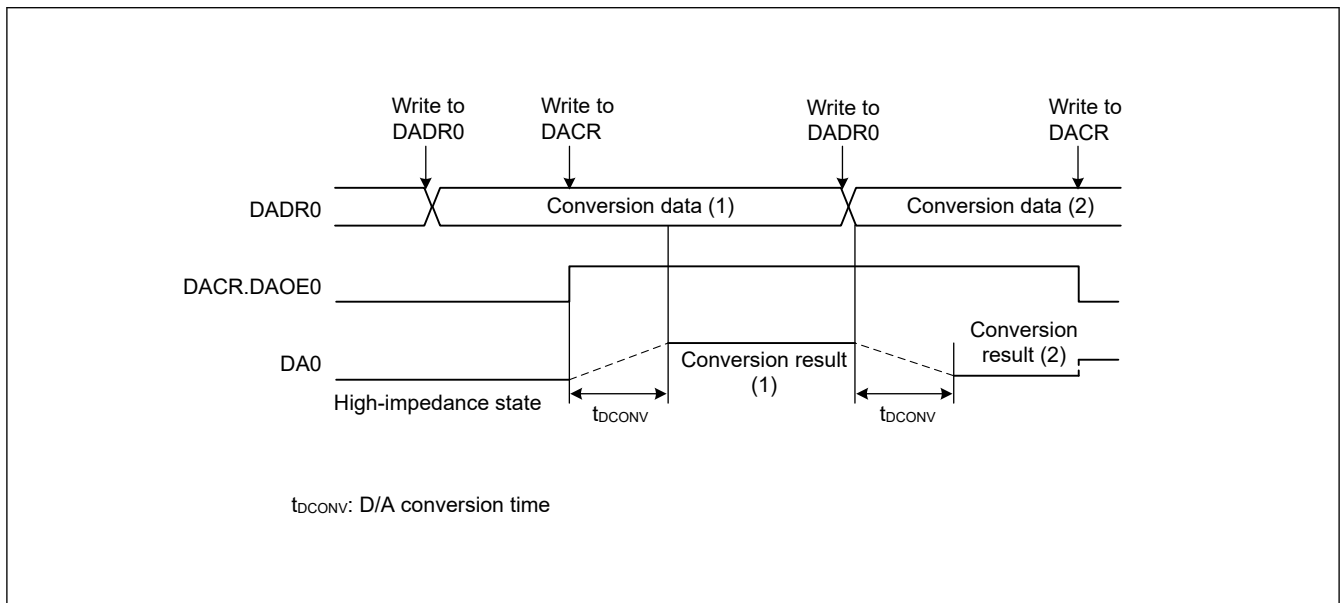 Write to
DADR0
Write to
DACR
Write to
DADR0
Write to
DACR
DADR0
Conversion data (1)
Conversion data (2)
DACR.DAOE0
DA0
Conversion result
(1)
Conversion
result (2)
High-impedance state
tDCONV
tDCONV
tDCONV: D/A conversion time